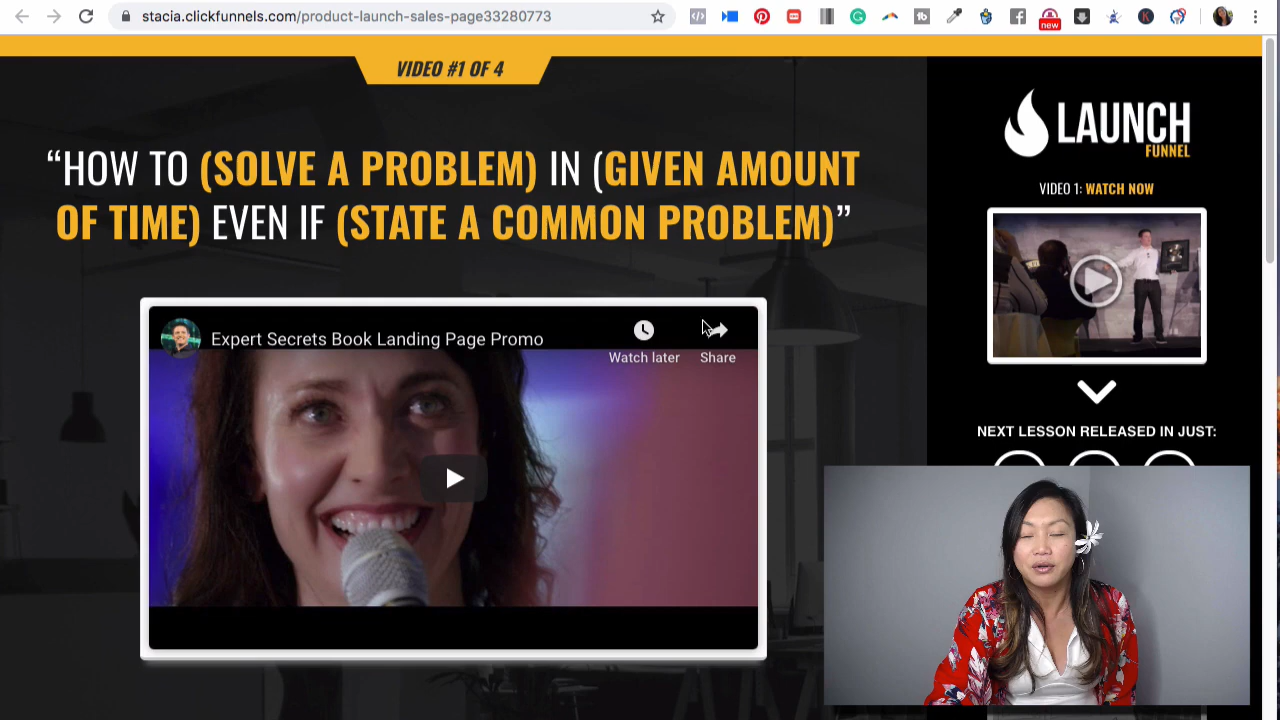 stacia.clickfunnels.com/product-launch-sales-page33280773
new
VIDEO #1 OF 4
“HOW TO (SOLVE A PROBLEM) IN (GIVEN AMOUNT
OF TIME) EVEN IF (STATE A COMMON PROBLEM)”
Expert Secrets Book Landing Page Promo
Watch later
Share
LAUNCH
FUNNEL
VIDEO 1: WATCH NOW
NEXT LESSON RELEASED IN JUST: